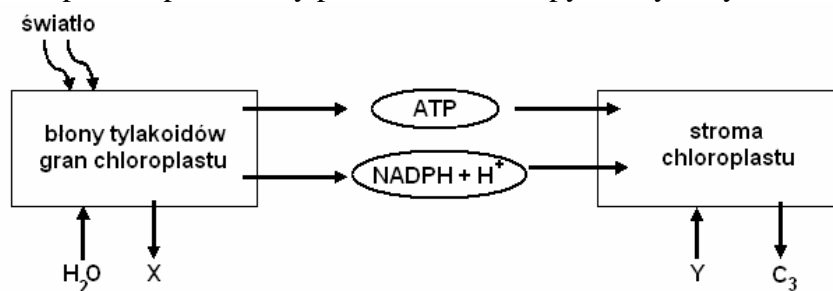 światło
błony tylakoidów
gran chloroplastu
ATP
NADPH + H⁺
stroma
chloroplastu
H₂O
X
Y
C₃